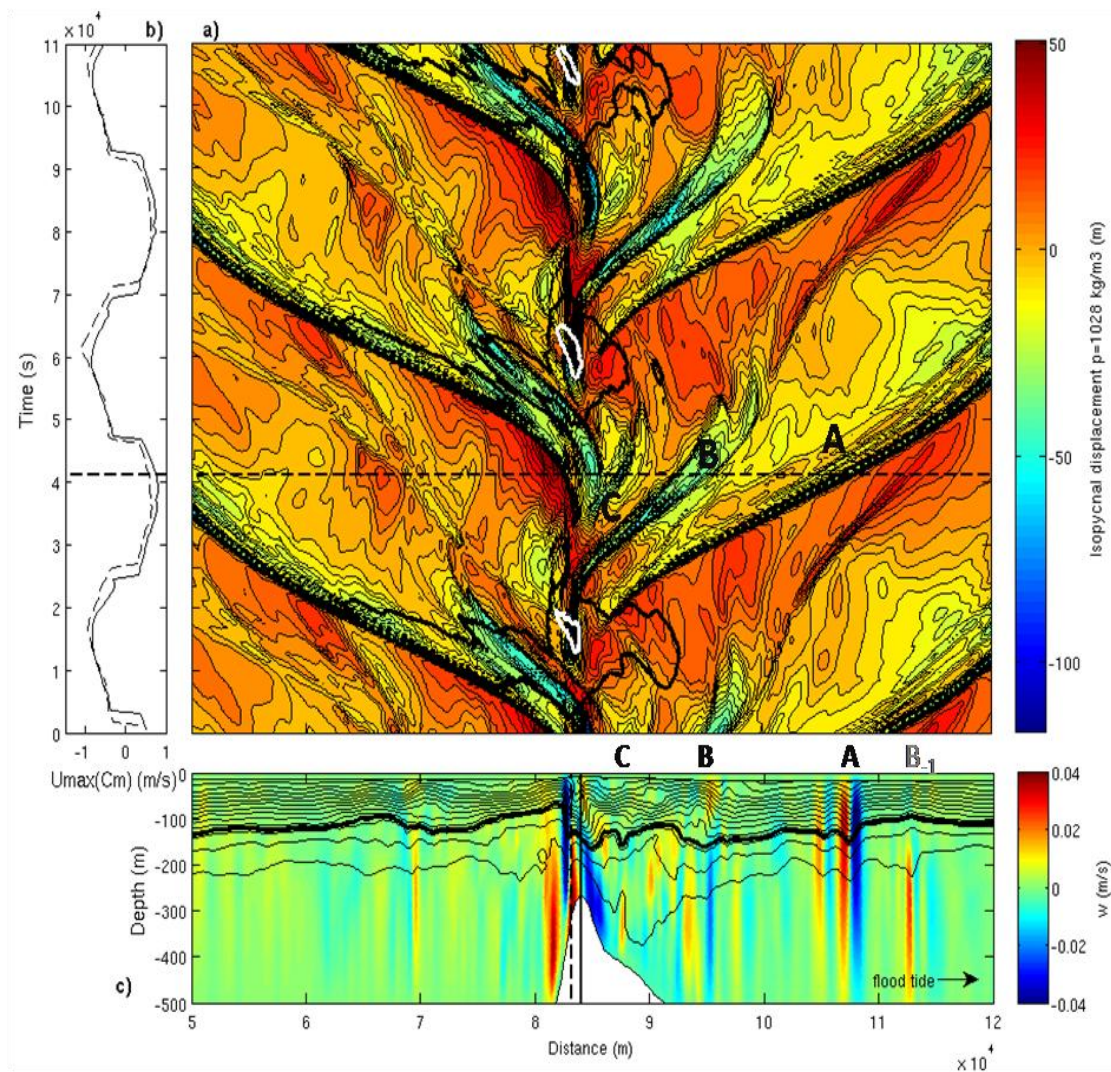 × 10⁴
b)
a)
11
10
9
8
7
6
5
4
3
2
1
0
Time (s)
-1
0
1
Umax(Cm) (m/s)
A
B
C
50
0
-50
-100
Isopycnal displacement p=1028 kg/m3 (m)
C B A B-1
0
-100
-200
-300
-400
-500
Depth (m)
c)
flood tide
5
6
7
8
9
10
11
12
Distance (m)
× 10⁴
0.04
0.02
0
-0.02
-0.04
w (m/s)